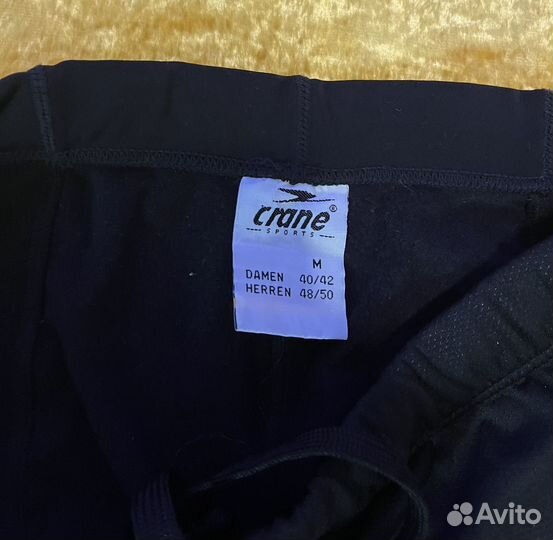 crane®
SPORTS
M
DAMEN 40/42
HERREN 48/50
Avito